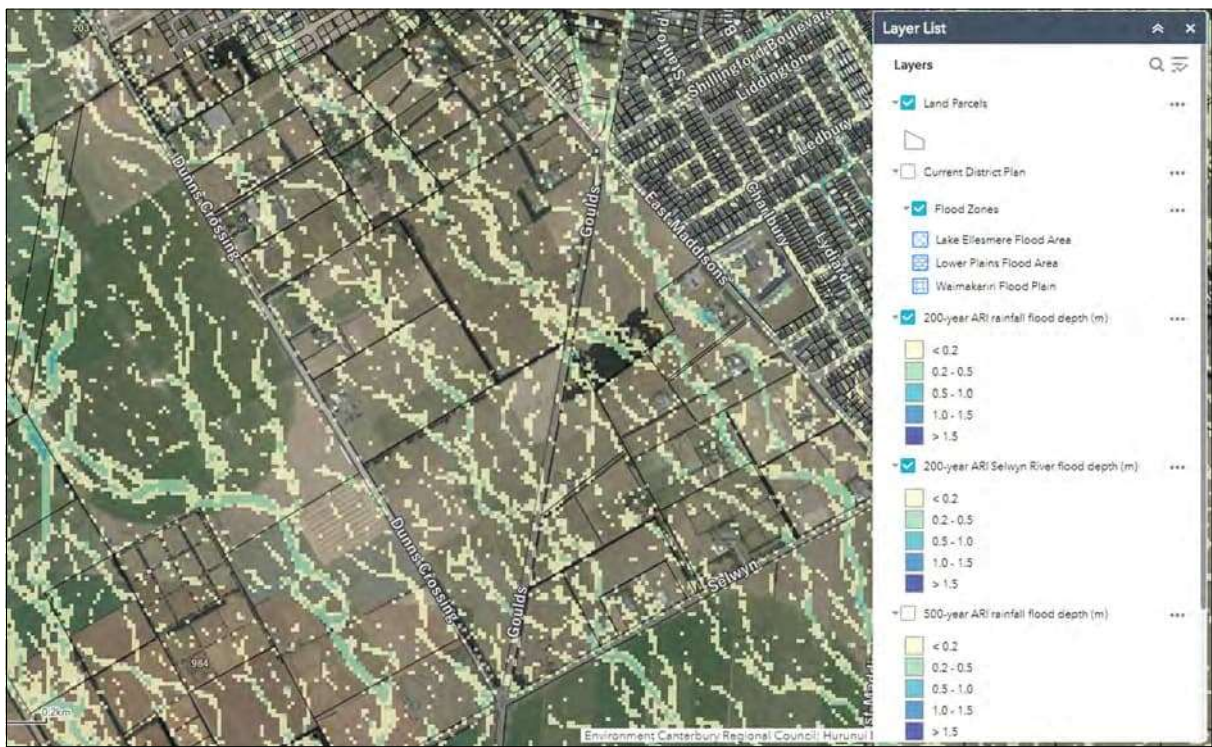 203
Dunns Crossing
Goulds
East Maddisons
Shillingford Boulevard
Liddington
Ledbury
Charlbury
Lydiard
Dunns Crossing
Goulds
Selwyn
984
0.2km
Environment Canterbury Regional Council; Hurunui
Layer List
Layers
Land Parcels
Current District Plan
Flood Zones
Lake Ellesmere Flood Area
Lower Plains Flood Area
Waimakariri Flood Plain
200-year ARI rainfall flood depth (m)
< 0.2
0.2 - 0.5
0.5 - 1.0
1.0 - 1.5
> 1.5
200-year ARI Selwyn River flood depth (m)
< 0.2
0.2 - 0.5
0.5 - 1.0
1.0 - 1.5
> 1.5
500-year ARI rainfall flood depth (m)
< 0.2
0.2 - 0.5
0.5 - 1.0
1.0 - 1.5
> 1.5